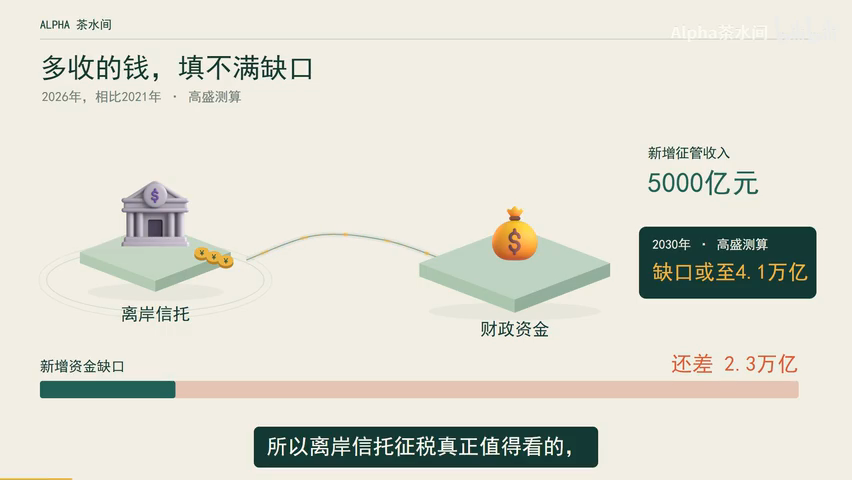 ALPHA 茶水间
Alpha茶水间
多收的钱，填不满缺口
2026年，相比2021年 · 高盛测算
新增征管收入
5000亿元
2030年 · 高盛测算
缺口或至4.1万亿
离岸信托
财政资金
新增资金缺口
还差 2.3万亿
所以离岸信托征税真正值得看的，